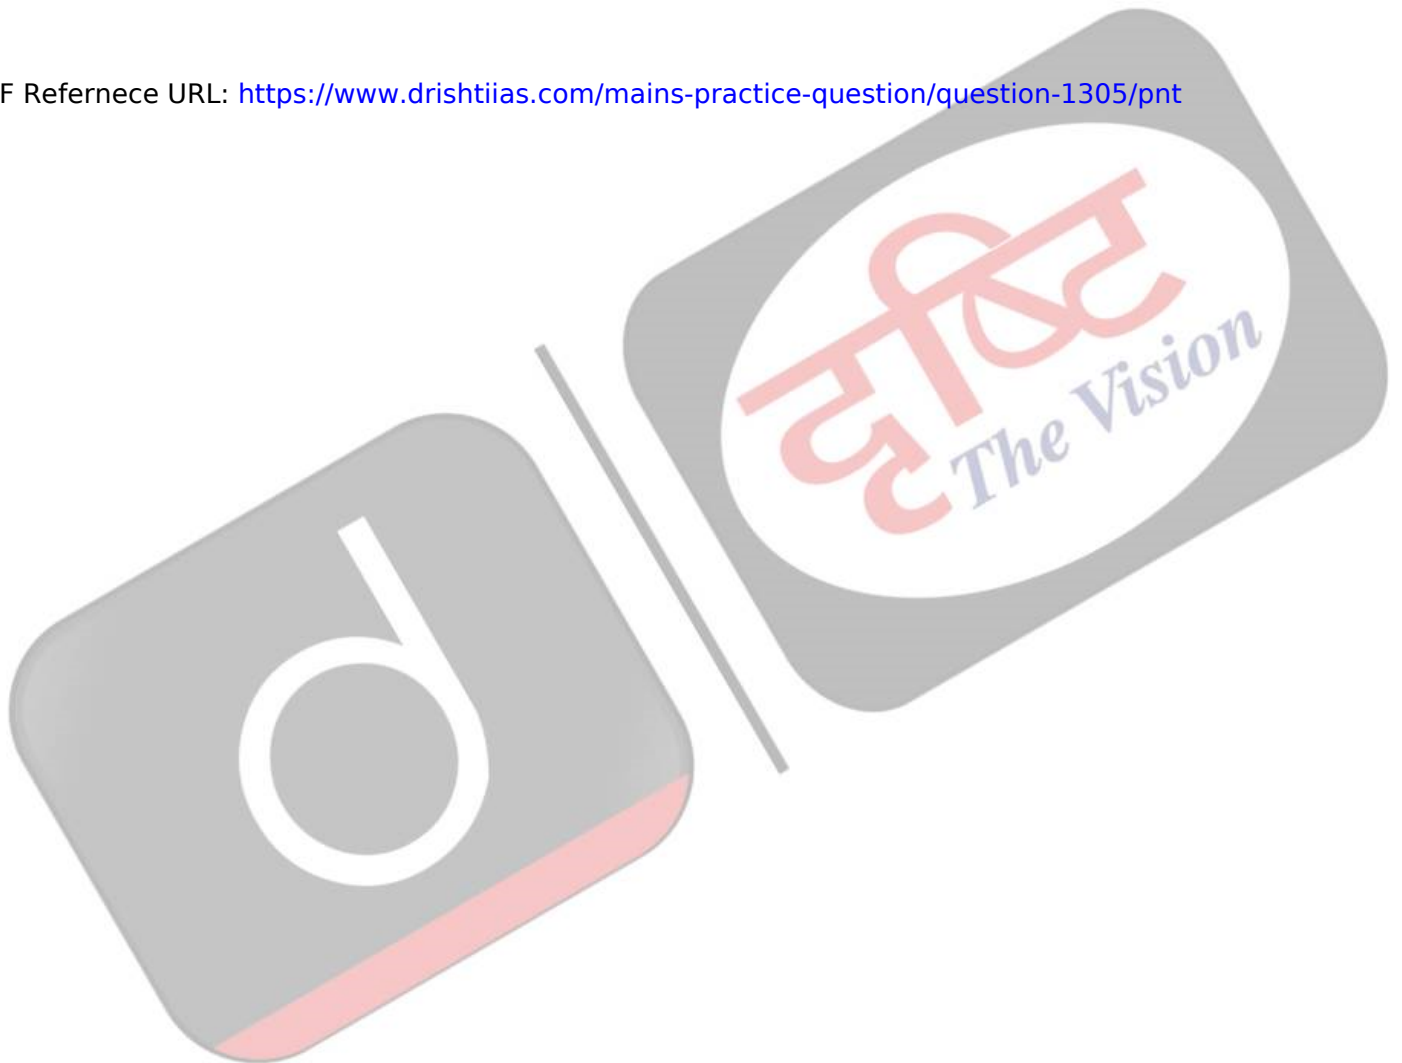 F Refernece URL: https://www.drishtiias.com/mains-practice-question/question-1305/pnt
दृष्टि
The Vision
d